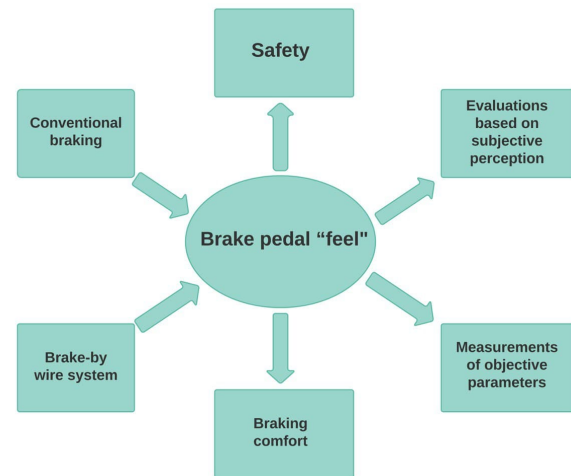 Safety
Conventional
braking
Evaluations
based on
subjective
perception
Brake pedal “feel"
Brake-by
wire system
Measurements
of objective
parameters
Braking
comfort